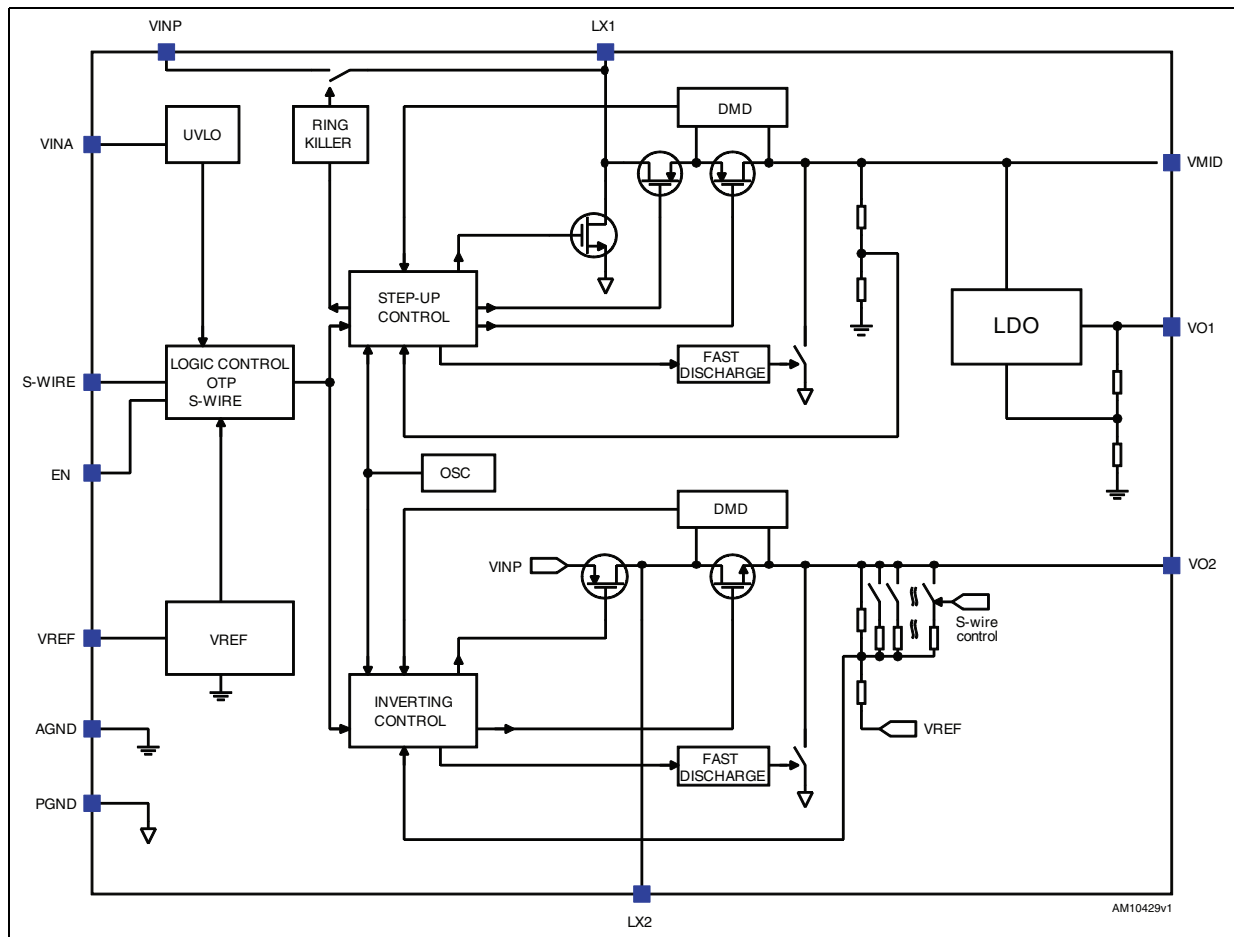 VINP
LX1
DMD
UVLO
RING
KILLER
VINA
VMID
STEP-UP
CONTROL
LDO
VO1
LOGIC CONTROL
OTP
S-WIRE
S-WIRE
FAST
DISCHARGE
EN
OSC
DMD
VINP
VO2
S-wire
control
VREF
VREF
INVERTING
CONTROL
VREF
AGND
FAST
DISCHARGE
PGND
LX2
AM10429v1